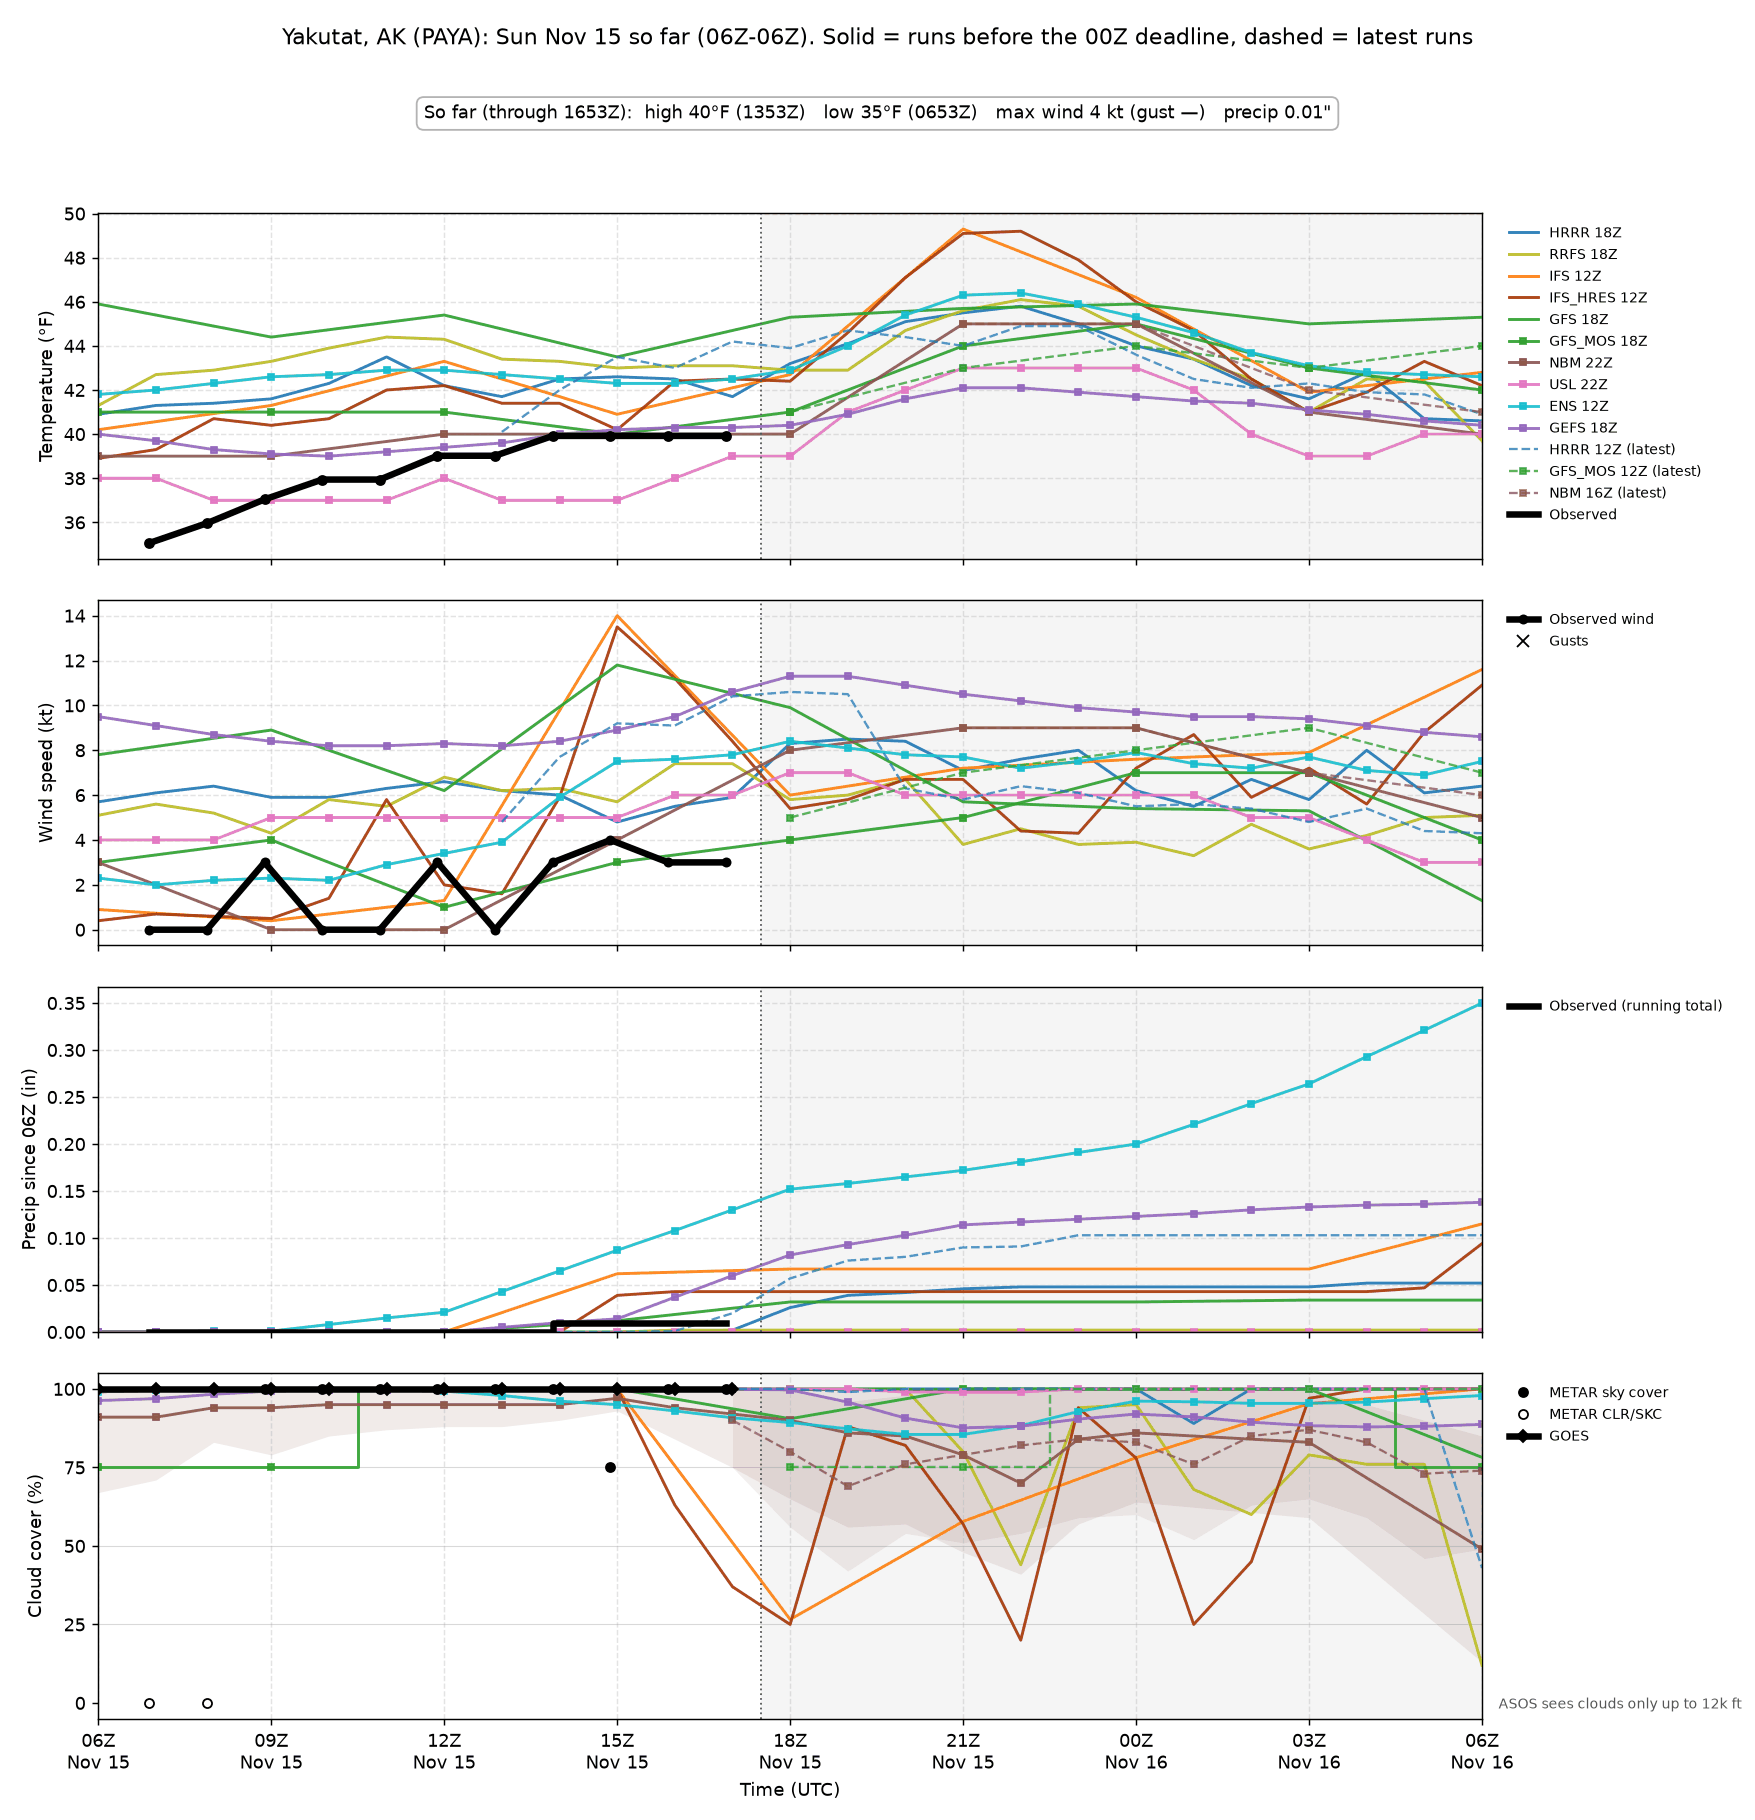 Yakutat, AK (PAYA): Sun Nov 15 so far (06Z-06Z). Solid = runs before the 00Z deadline, dashed = latest runs
So far (through 1653Z):  high 40°F (1353Z)   low 35°F (0653Z)   max wind 4 kt (gust —)   precip 0.01"
Temperature (°F)
50
48
46
44
42
40
38
36
HRRR 18Z
RRFS 18Z
IFS 12Z
IFS_HRES 12Z
GFS 18Z
GFS_MOS 18Z
NBM 22Z
USL 22Z
ENS 12Z
GEFS 18Z
HRRR 12Z (latest)
GFS_MOS 12Z (latest)
NBM 16Z (latest)
Observed
Wind speed (kt)
14
12
10
8
6
4
2
0
Observed wind
Gusts
Precip since 06Z (in)
0.35
0.30
0.25
0.20
0.15
0.10
0.05
0.00
Observed (running total)
Cloud cover (%)
100
75
50
25
0
METAR sky cover
METAR CLR/SKC
GOES
ASOS sees clouds only up to 12k ft
06Z
Nov 15
09Z
Nov 15
12Z
Nov 15
15Z
Nov 15
18Z
Nov 15
21Z
Nov 15
00Z
Nov 16
03Z
Nov 16
06Z
Nov 16
Time (UTC)